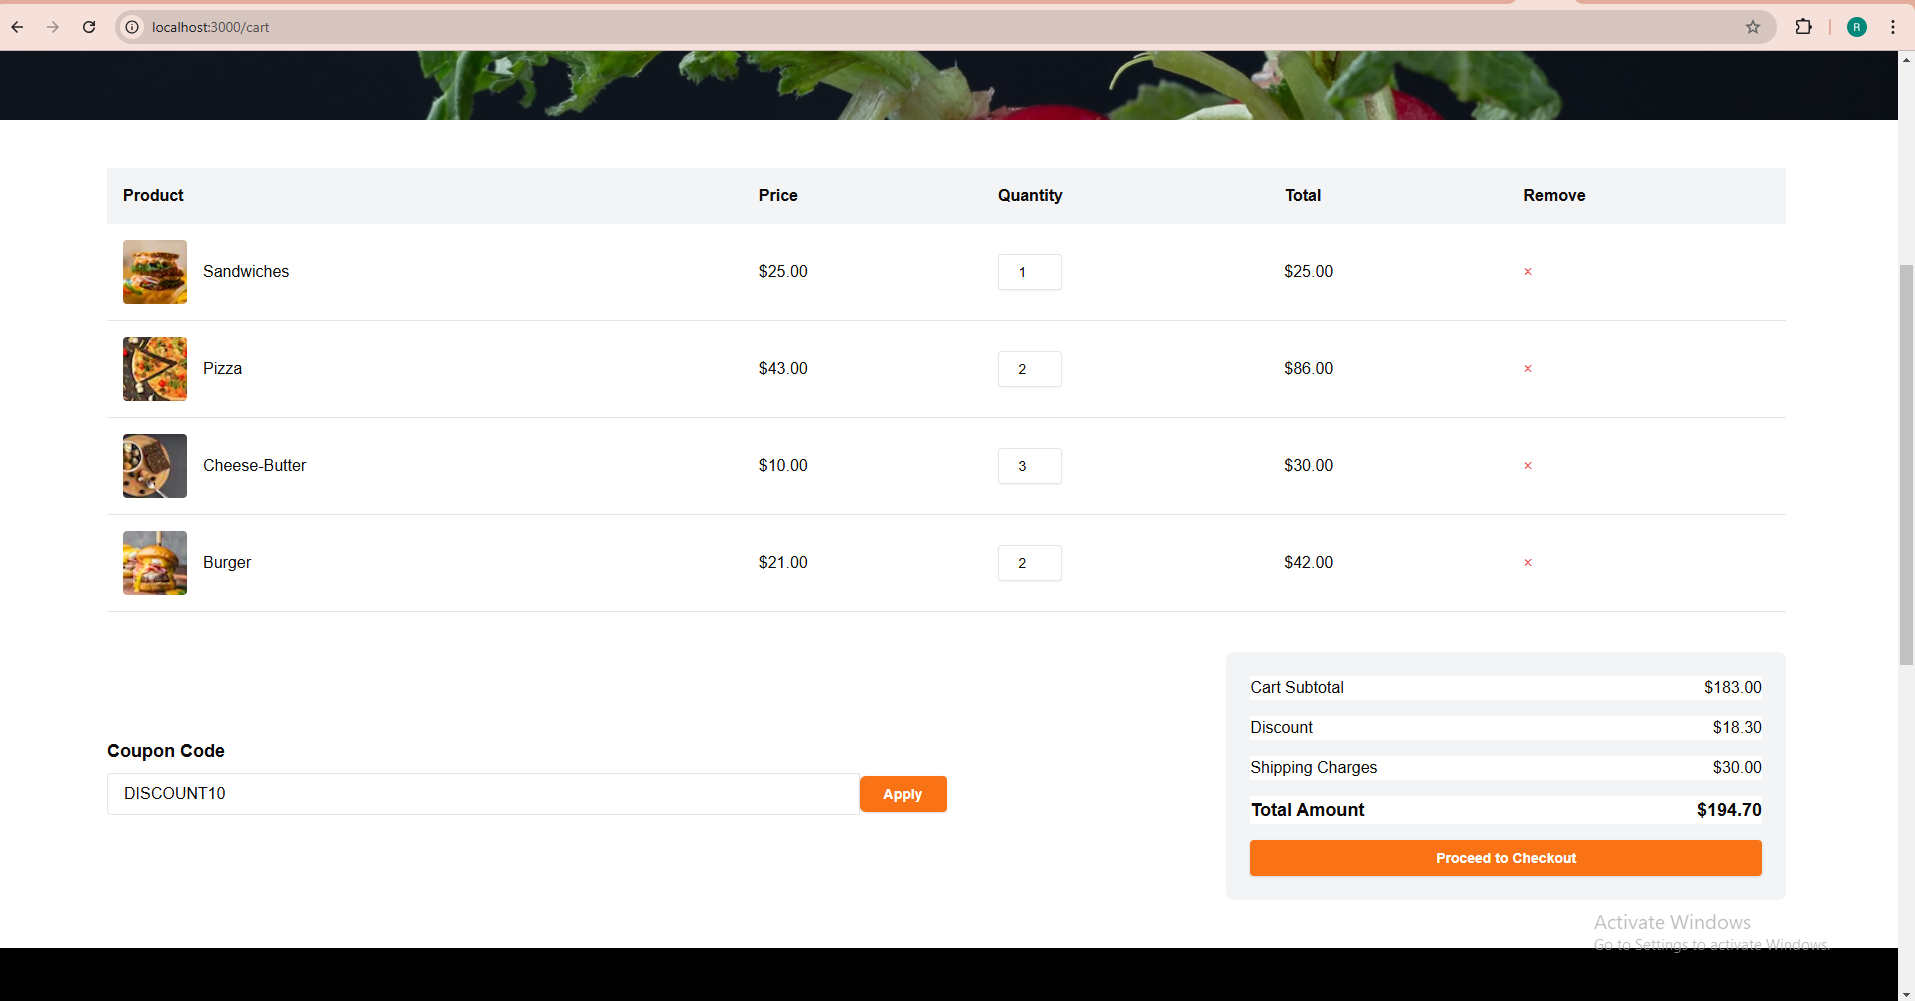 localhost:3000/cart
R
Product Price Quantity Total Remove
Sandwiches $25.00 1 $25.00 ×
Pizza $43.00 2 $86.00 ×
Cheese-Butter $10.00 3 $30.00 ×
Burger $21.00 2 $42.00 ×
Cart Subtotal $183.00
Discount $18.30
Coupon Code
Shipping Charges $30.00
DISCOUNT10 Apply
Total Amount $194.70
Proceed to Checkout
Activate Windows
Go to Settings to activate Windows.